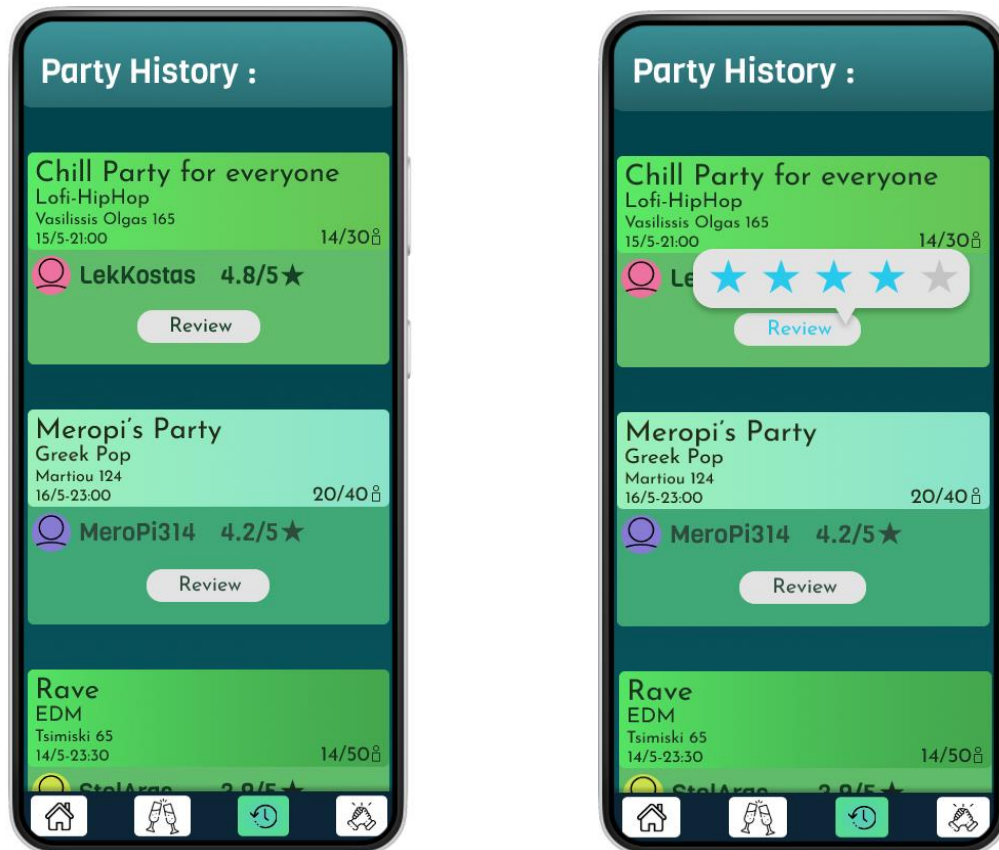 Party History :
Chill Party for everyone
Lofi-HipHop
Vasilissis Olgas 165
15/5-21:00
14/30
LekKostas 4.8/5★
Review
Meropi's Party
Greek Pop
Martiou 124
16/5-23:00
20/40
MeroPi314 4.2/5★
Review
Rave
EDM
Tsimiski 65
14/5-23:30
14/50
Party History :
Chill Party for everyone
Lofi-HipHop
Vasilissis Olgas 165
15/5-21:00
14/30
Le
Review
Meropi's Party
Greek Pop
Martiou 124
16/5-23:00
20/40
MeroPi314 4.2/5★
Review
Rave
EDM
Tsimiski 65
14/5-23:30
14/50